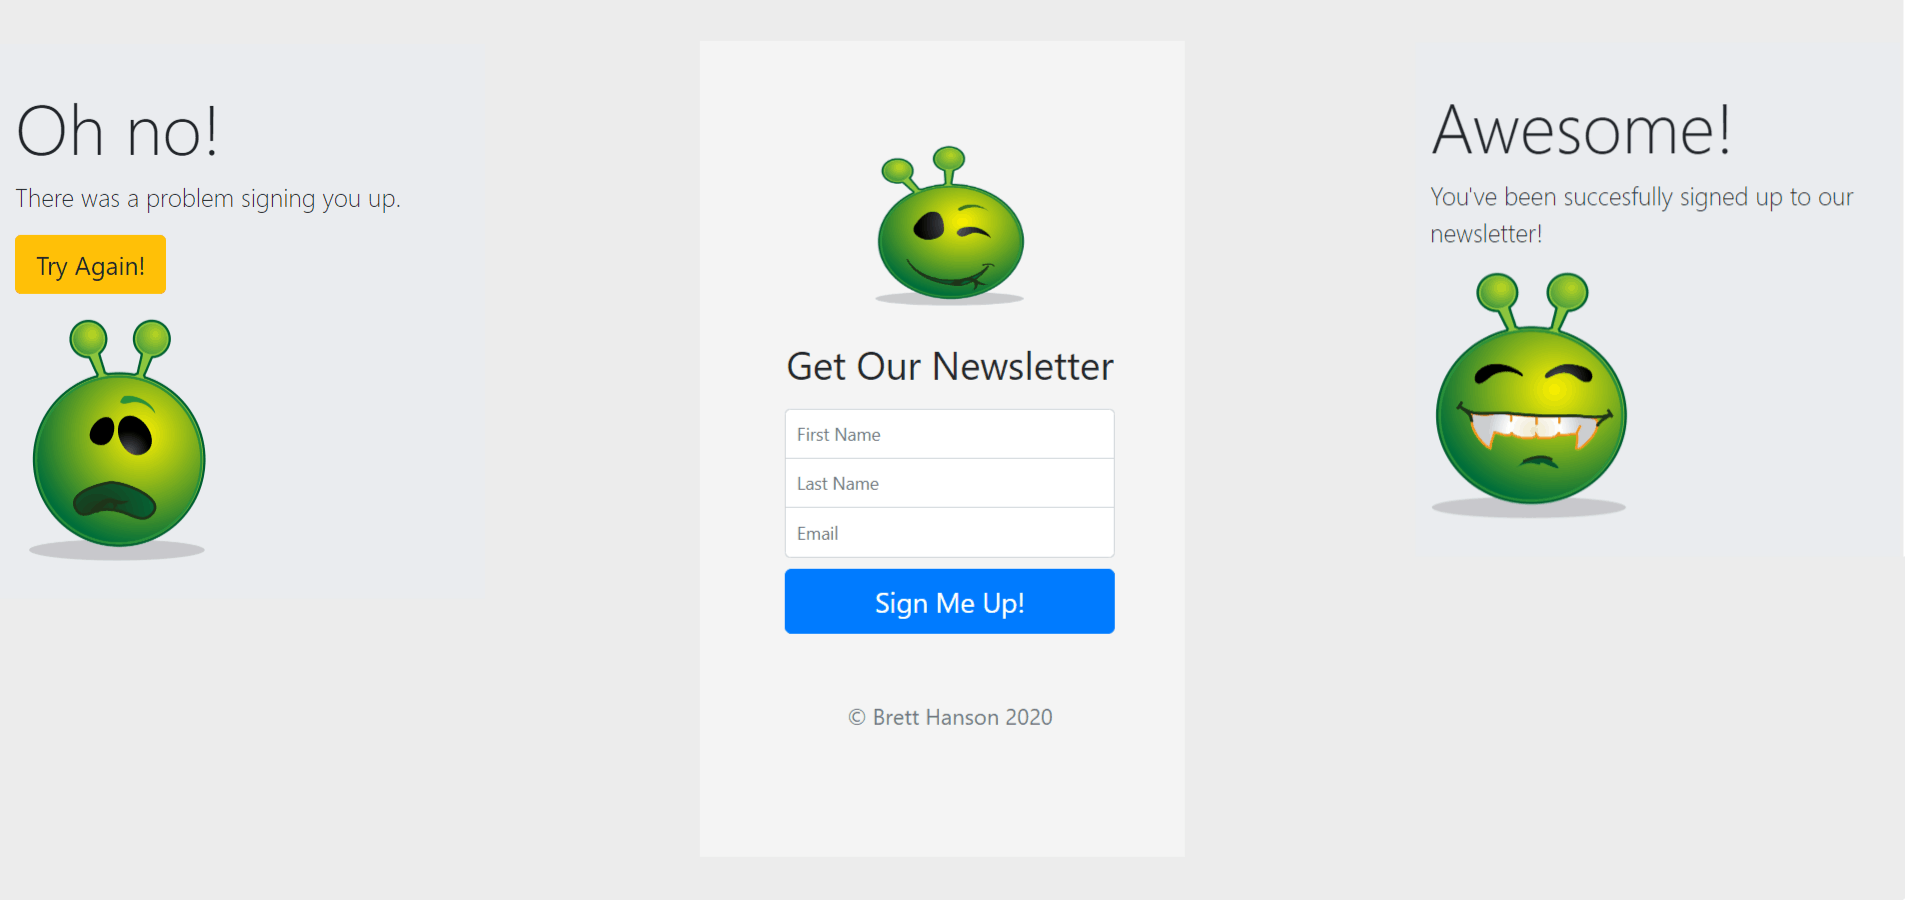 Oh no!
There was a problem signing you up.
Try Again!
Get Our Newsletter
First Name
Last Name
Email
Sign Me Up!
© Brett Hanson 2020
Awesome!
You've been succesfully signed up to our
newsletter!